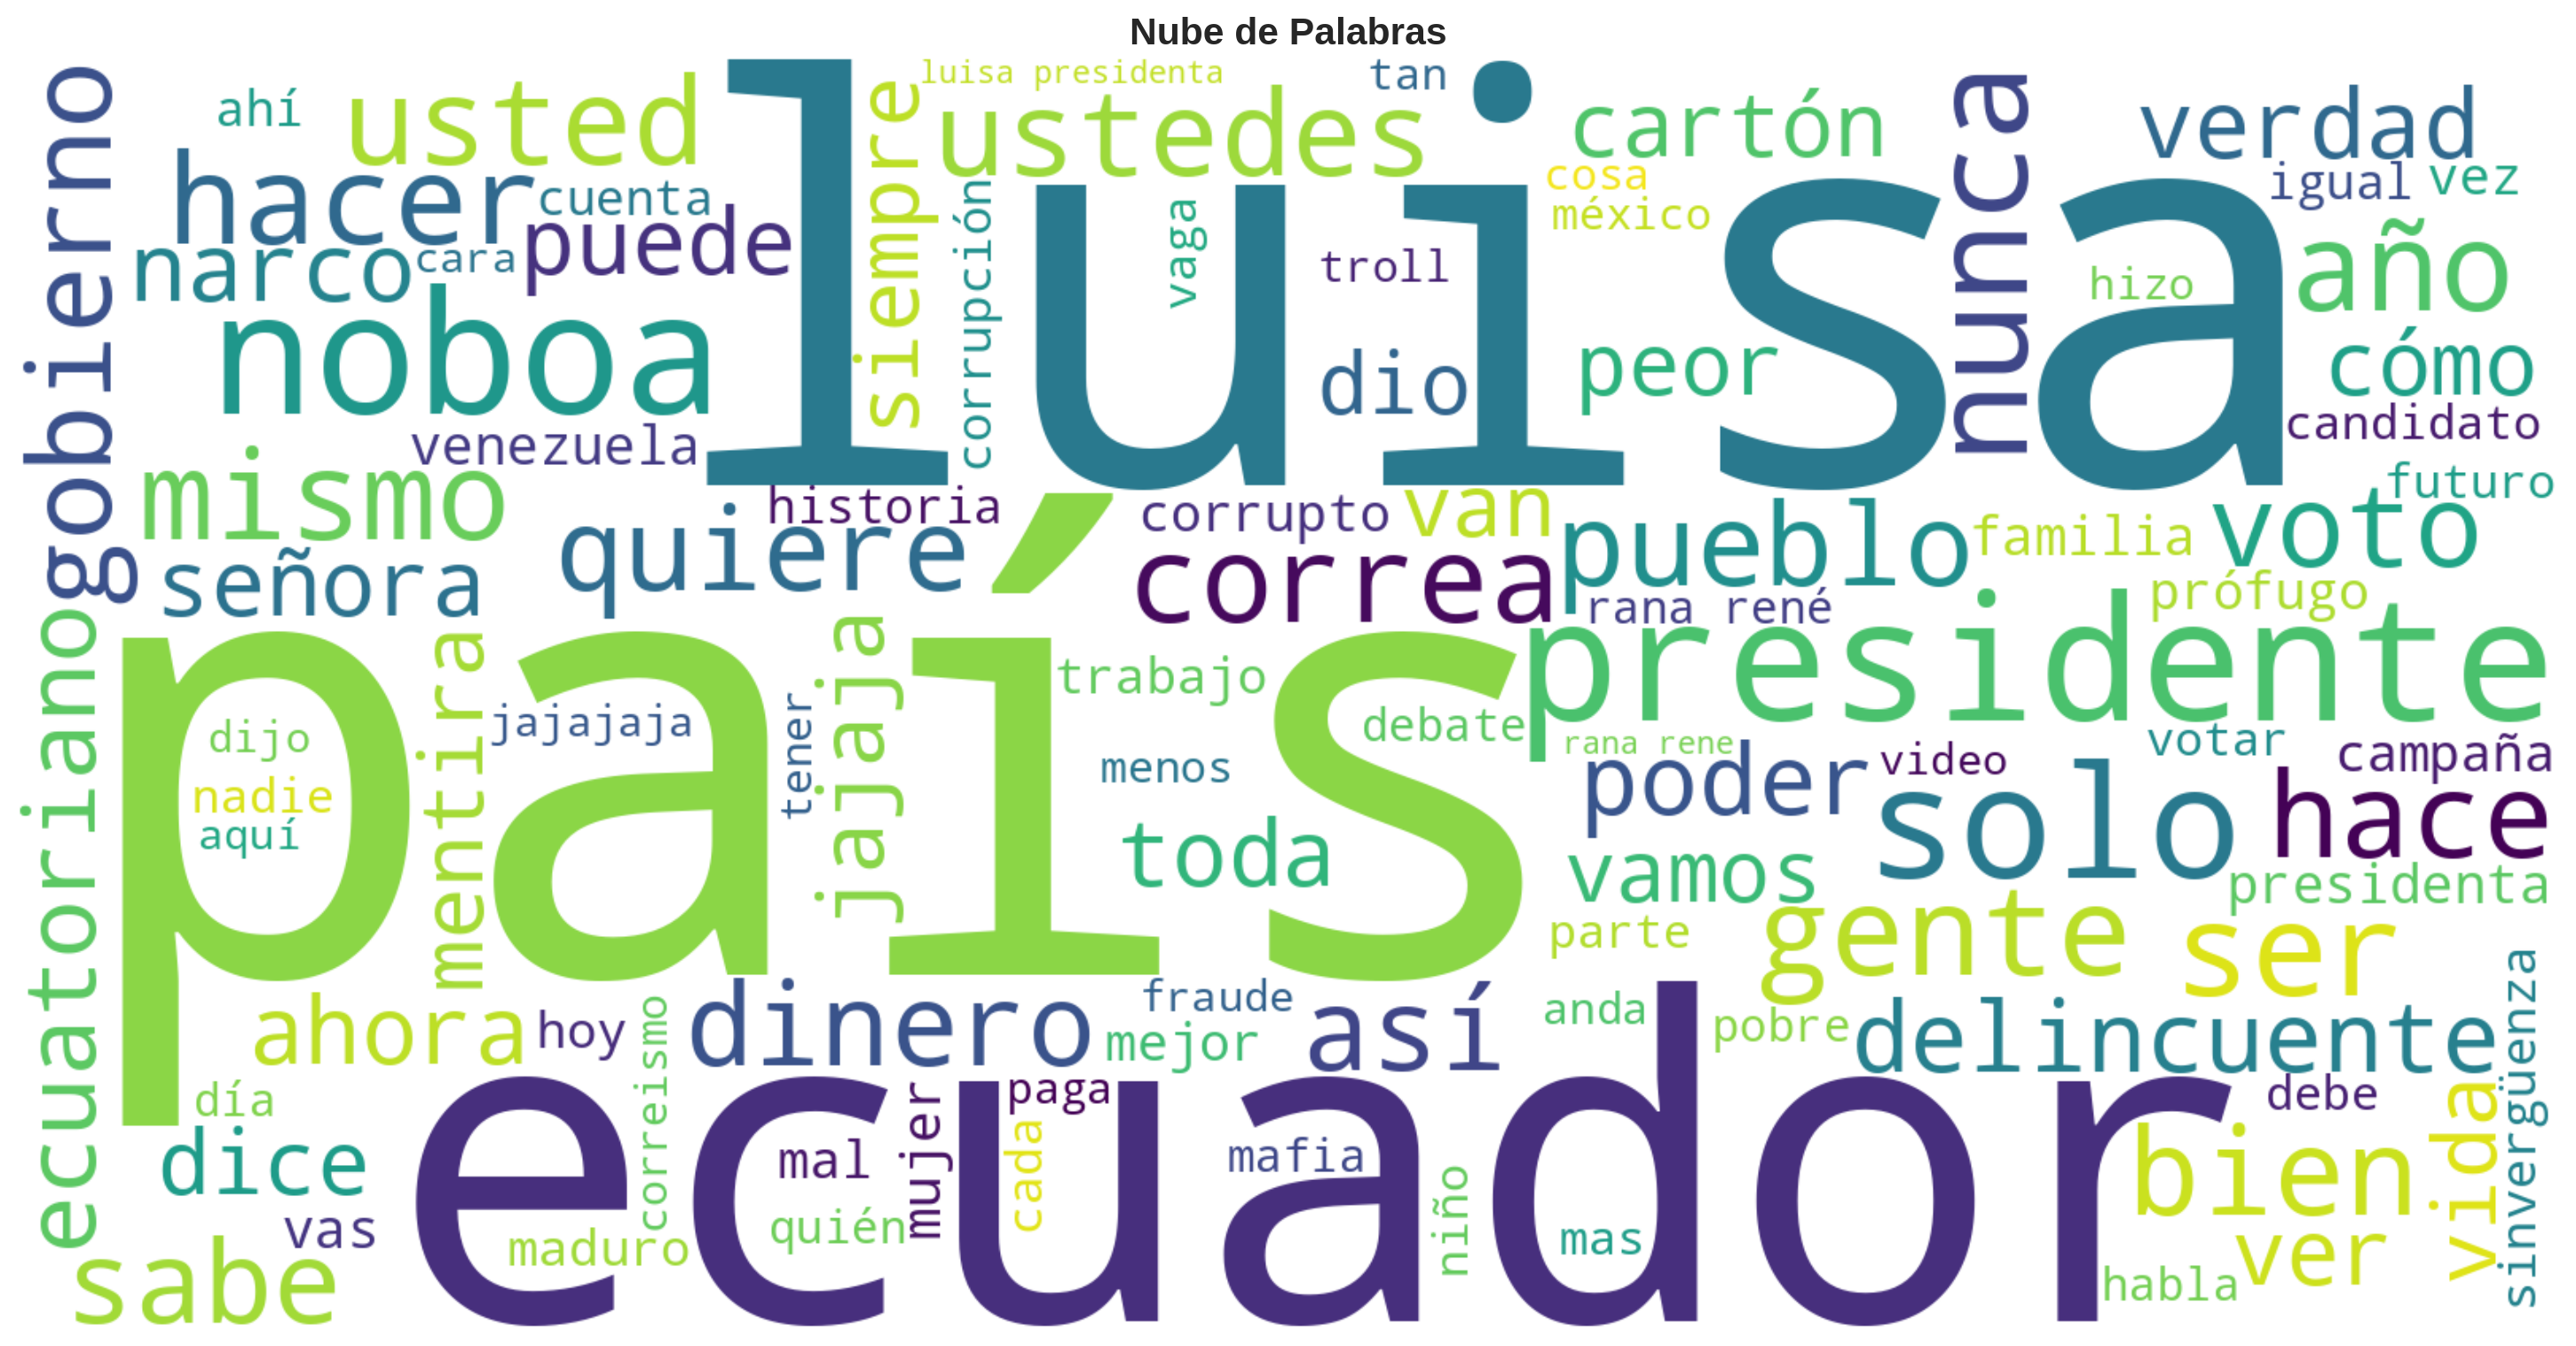 Nube de Palabras
luisa presidenta
tan
ahí
usted
siempre
ustedes
cartón
nunca
verdad
gobierno
hacer
cuenta
cosa
igual
vez
luisa
narco
cara
puede
corrupción
vaga
troll
méxico
hizo
año
noboa
dio
peor
cómo
venezuela
candidato
mismo
historia
corrupto
van
pueblo
familia
voto
futuro
señora
quiere
correa
rana rené
prófugo
ecuatoriano
país
mentira
jajaja
trabajo
presidente
dijo
jajajaja
tener
debate
rana rene
votar
campaña
nadie
menos
poder
video
solo
hace
aquí
toda
vamos
presidenta
parte
gente
ser
ahora
hoy
correismo
dinero
fraude
mejor
así
anda
pobre
delincuente
sinvergüenza
día
ecuador
mujer
paga
debe
dice
mal
cada
mafia
niño
bien
vida
vas
maduro
quién
mas
sabe
habla
ver